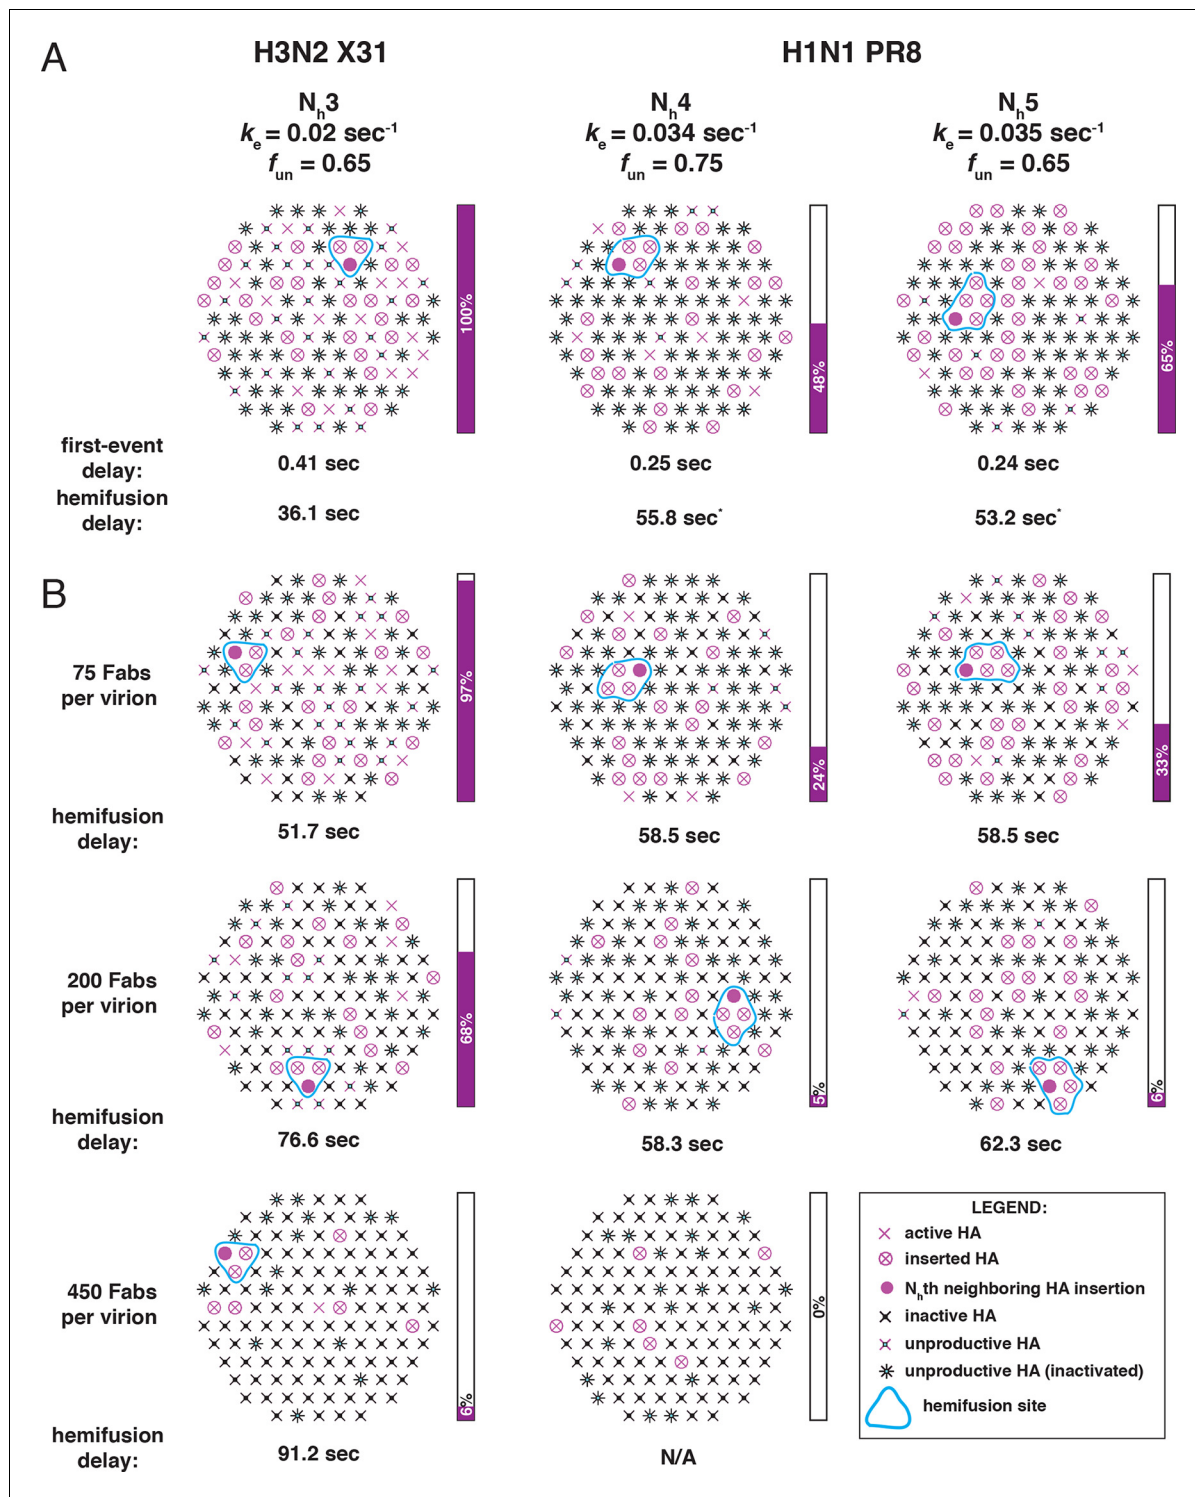 A
H3N2 X31
H1N1 PR8
Nh3
ke = 0.02 sec-1
fun = 0.65
Nh4
ke = 0.034 sec-1
fun = 0.75
Nh5
ke = 0.035 sec-1
fun = 0.65
100%
48%
65%
first-event
delay:
0.41 sec
0.25 sec
0.24 sec
hemifusion
delay:
36.1 sec
55.8 sec*
53.2 sec*
B
75 Fabs
per virion
97%
24%
33%
hemifusion
delay:
51.7 sec
58.5 sec
58.5 sec
200 Fabs
per virion
68%
5%
6%
hemifusion
delay:
76.6 sec
58.3 sec
62.3 sec
450 Fabs
per virion
6%
0%
hemifusion
delay:
91.2 sec
N/A
LEGEND:
active HA
inserted HA
Nhth neighboring HA insertion
inactive HA
unproductive HA
unproductive HA (inactivated)
hemifusion site